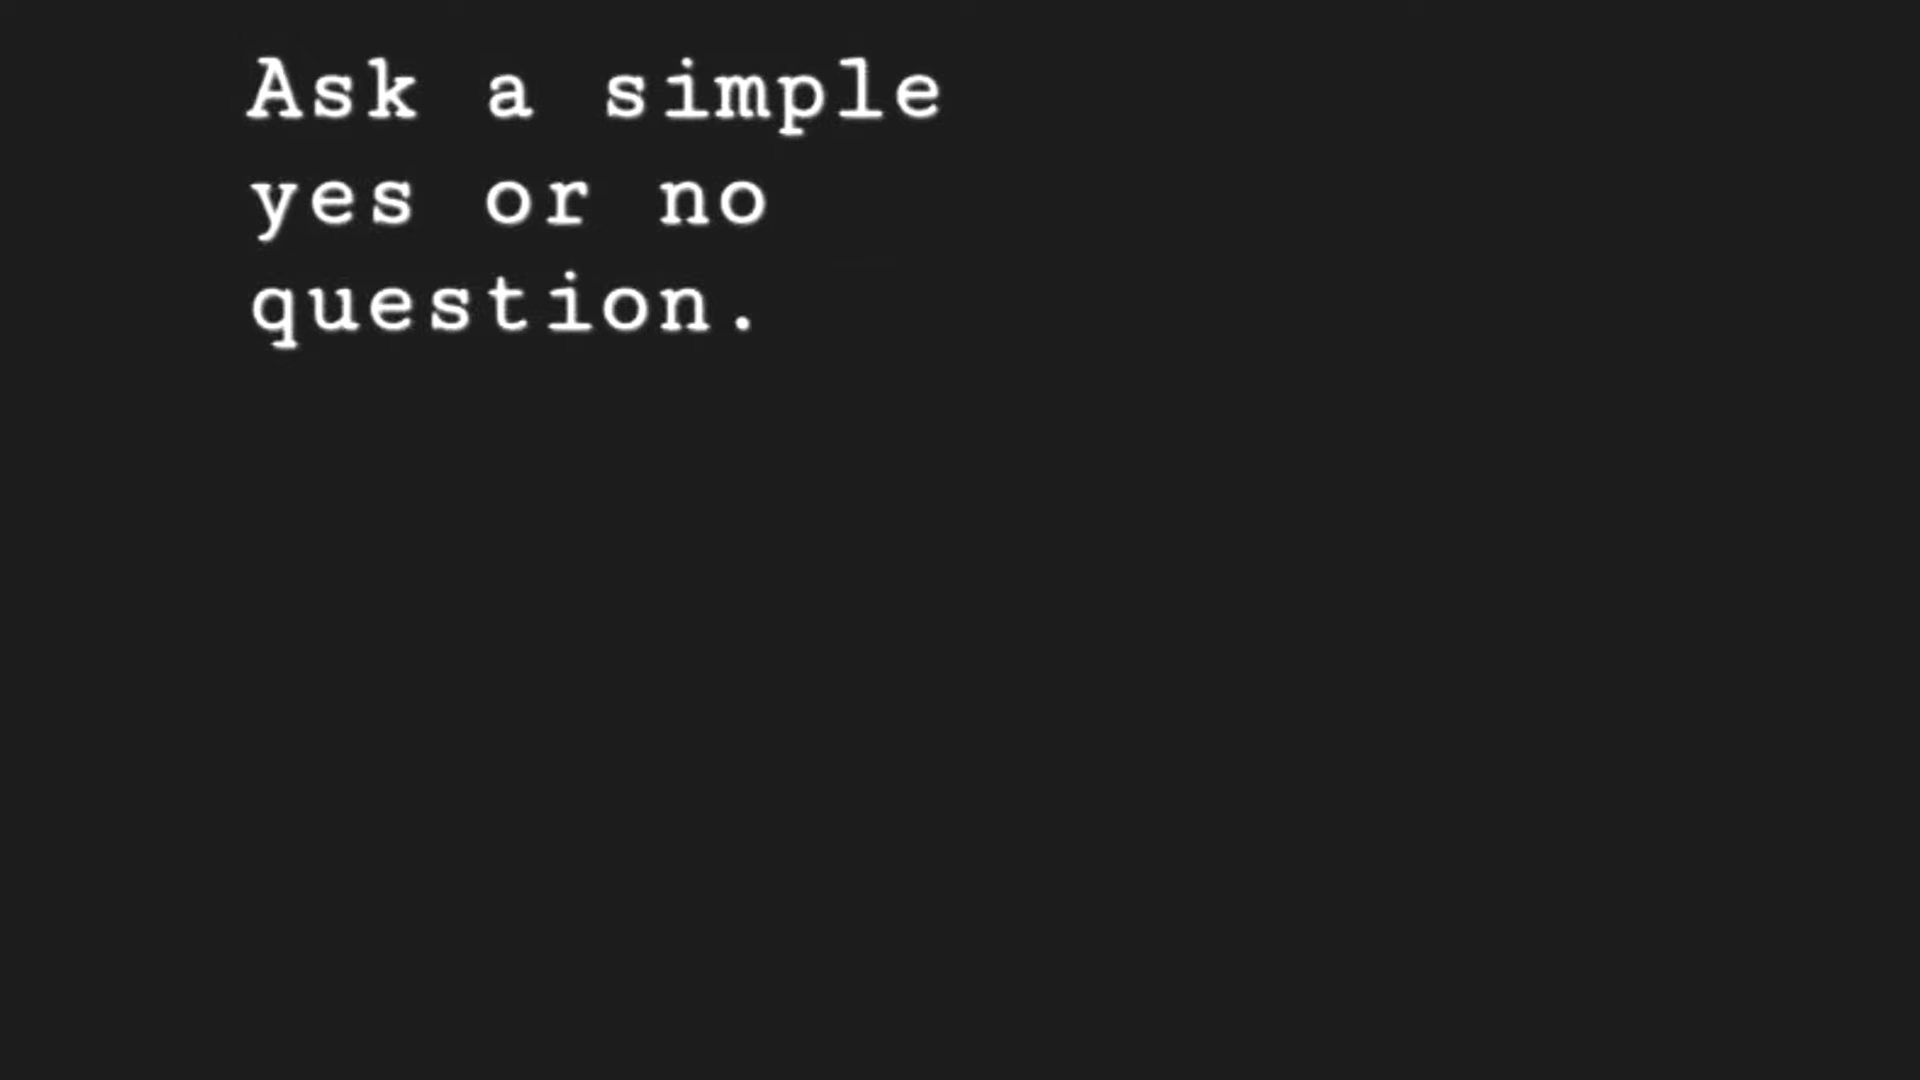 Ask a simple
yes or no
question.